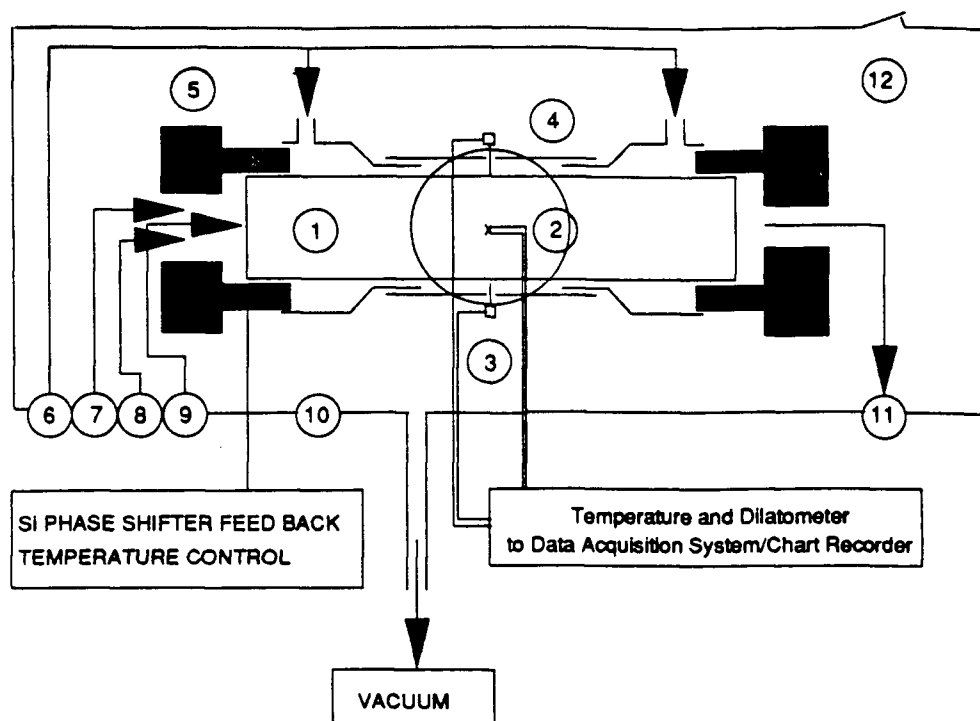 5
12
4
1
2
3
6
7
8
9
10
11
SI PHASE SHIFTER FEED BACK
TEMPERATURE CONTROL
Temperature and Dilatometer
to Data Acquisition System/Chart Recorder
VACUUM